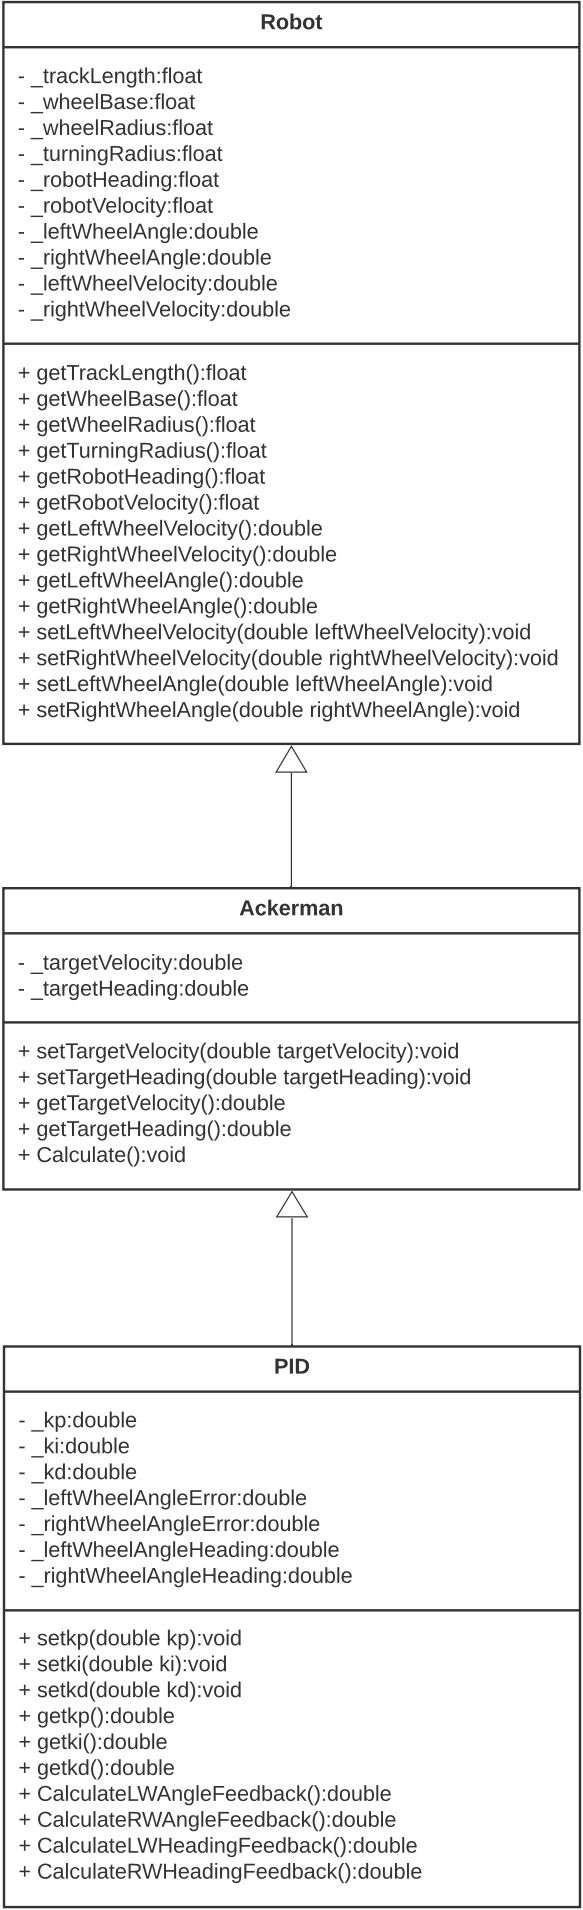 Robot
- _trackLength:float
- _wheelBase:float
- _wheelRadius:float
- _turningRadius:float
- _robotHeading:float
- _robotVelocity:float
- _leftWheelAngle:double
- _rightWheelAngle:double
- _leftWheelVelocity:double
- _rightWheelVelocity:double
+ getTrackLength():float
+ getWheelBase():float
+ getWheelRadius():float
+ getTurningRadius():float
+ getRobotHeading():float
+ getRobotVelocity():float
+ getLeftWheelVelocity():double
+ getRightWheelVelocity():double
+ getLeftWheelAngle():double
+ getRightWheelAngle():double
+ setLeftWheelVelocity(double leftWheelVelocity):void
+ setRightWheelVelocity(double rightWheelVelocity):void
+ setLeftWheelAngle(double leftWheelAngle):void
+ setRightWheelAngle(double rightWheelAngle):void
Ackerman
- _targetVelocity:double
- _targetHeading:double
+ setTargetVelocity(double targetVelocity):void
+ setTargetHeading(double targetHeading):void
+ getTargetVelocity():double
+ getTargetHeading():double
+ Calculate():void
PID
- _kp:double
- _ki:double
- _kd:double
- _leftWheelAngleError:double
- _rightWheelAngleError:double
- _leftWheelAngleHeading:double
- _rightWheelAngleHeading:double
+ setkp(double kp):void
+ setki(double ki):void
+ setkd(double kd):void
+ getkp():double
+ getki():double
+ getkd():double
+ CalculateLWAngleFeedback():double
+ CalculateRWAngleFeedback():double
+ CalculateLWHeadingFeedback():double
+ CalculateRWHeadingFeedback():double